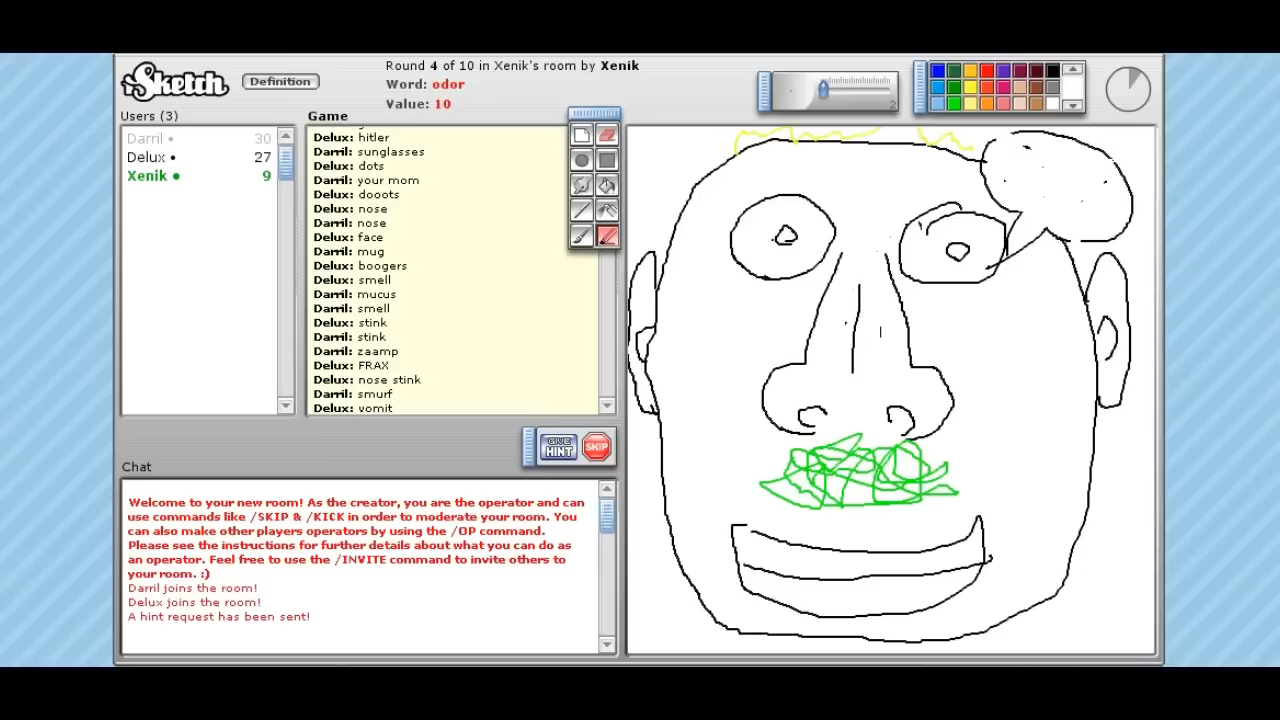 iSketch
Definition
Round 4 of 10 in Xenik's room by Xenik
Word: odor
Value: 10
Users (3)
Darril • 30
Delux • 27
Xenik • 9
Game
Delux: hitler
Darril: sunglasses
Delux: dots
Darril: your mom
Delux: dooots
Delux: nose
Darril: nose
Delux: face
Darril: mug
Delux: boogers
Delux: smell
Darril: mucus
Darril: smell
Delux: stink
Darril: stink
Darril: zaamp
Delux: FRAX
Delux: nose stink
Darril: smurf
Delux: vomit
2
GIVE
HINT
SKIP
Chat
Welcome to your new room! As the creator, you are the operator and can
use commands like /SKIP & /KICK in order to moderate your room. You
can also make other players operators by using the /OP command.
Please see the instructions for further details about what you can do as
an operator. Feel free to use the /INVITE command to invite others to
your room. :)
Darril joins the room!
Delux joins the room!
A hint request has been sent!